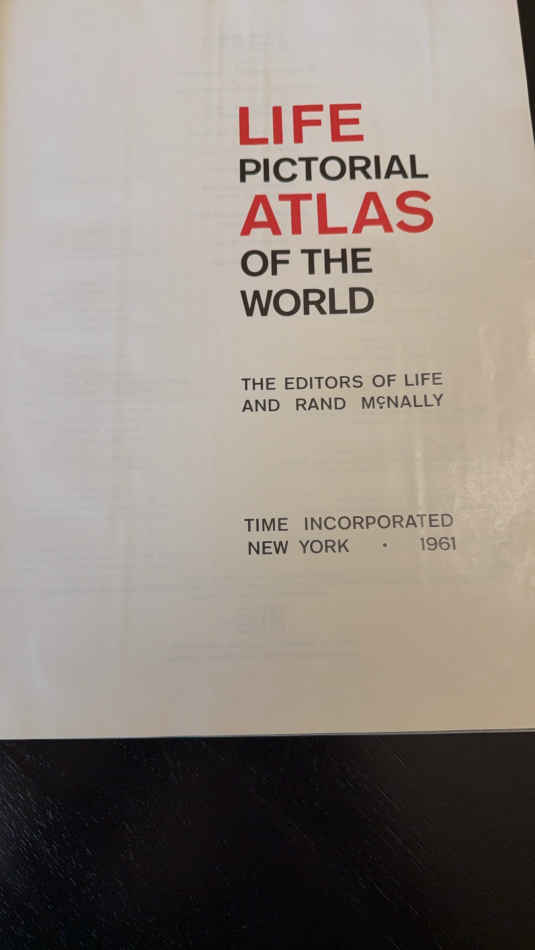 LIFE
PICTORIAL
ATLAS
OF THE
WORLD
THE EDITORS OF LIFE
AND RAND McNALLY
TIME INCORPORATED
NEW YORK · 1961